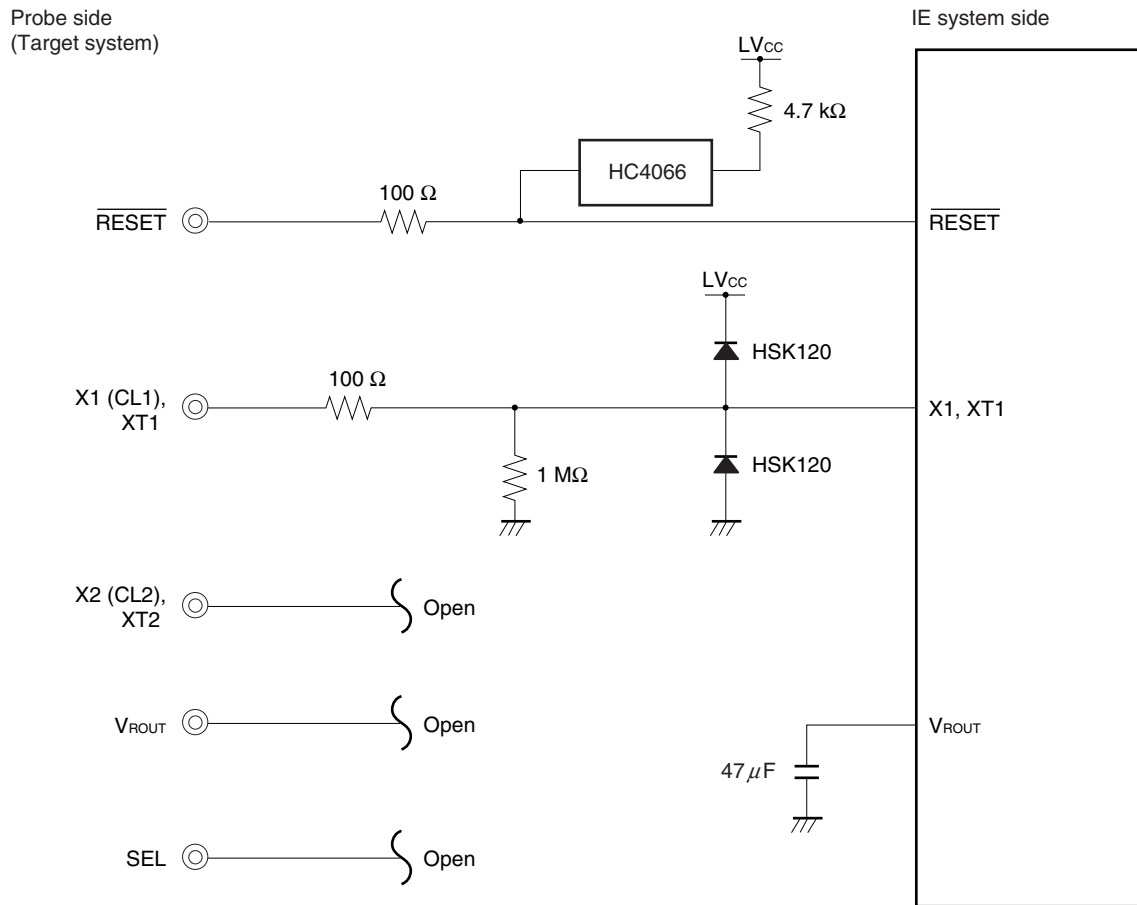 Probe side
(Target system)
IE system side
LVCC
4.7 kΩ
HC4066
100 Ω
RESET
RESET
LVCC
HSK120
100 Ω
X1 (CL1),
XT1
X1, XT1
HSK120
1 MΩ
X2 (CL2),
XT2
Open
VROUT
Open
VROUT
47 μF
SEL
Open